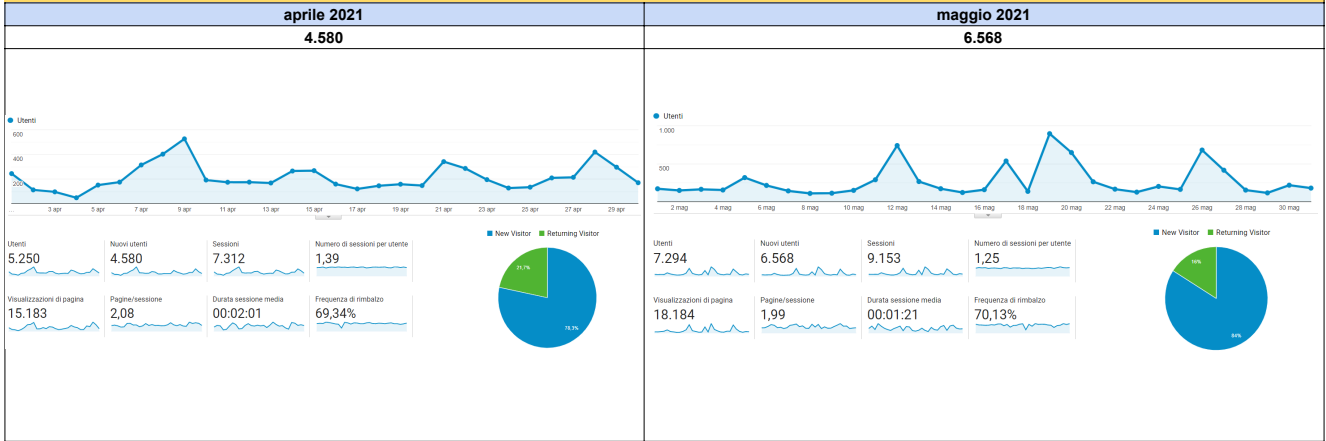 aprile 2021
maggio 2021
4.580
6.568
Utenti
600
400
200
...
3 apr 5 apr 7 apr 9 apr 11 apr 13 apr 15 apr 17 apr 19 apr 21 apr 23 apr 25 apr 27 apr 29 apr
New Visitor Returning Visitor
Utenti Nuovi utenti Sessioni Numero di sessioni per utente
5.250 4.580 7.312 1,39
Visualizzazioni di pagina Pagine/sessione Durata sessione media Frequenza di rimbalzo
15.183 2,08 00:02:01 69,34%
21,7%
78,3%
Utenti
1.000
500
2 mag 4 mag 6 mag 8 mag 10 mag 12 mag 14 mag 16 mag 18 mag 20 mag 22 mag 24 mag 26 mag 28 mag 30 mag
New Visitor Returning Visitor
Utenti Nuovi utenti Sessioni Numero di sessioni per utente
7.294 6.568 9.153 1,25
Visualizzazioni di pagina Pagine/sessione Durata sessione media Frequenza di rimbalzo
18.184 1,99 00:01:21 70,13%
16%
84%